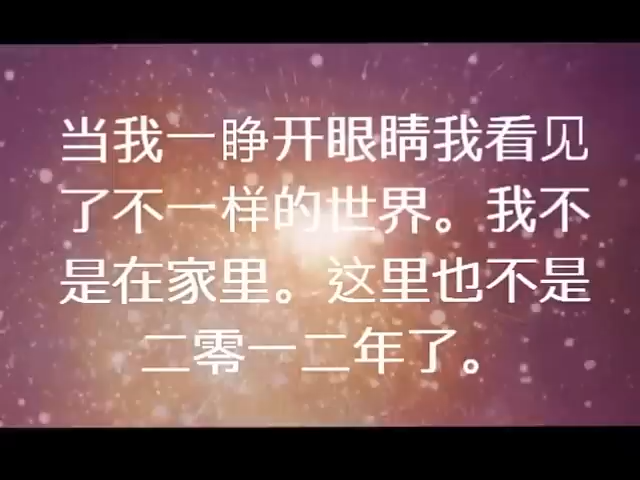 当我一睁开眼睛我看见
了不一样的世界。我不
是在家里。这里也不是
二零一二年了。